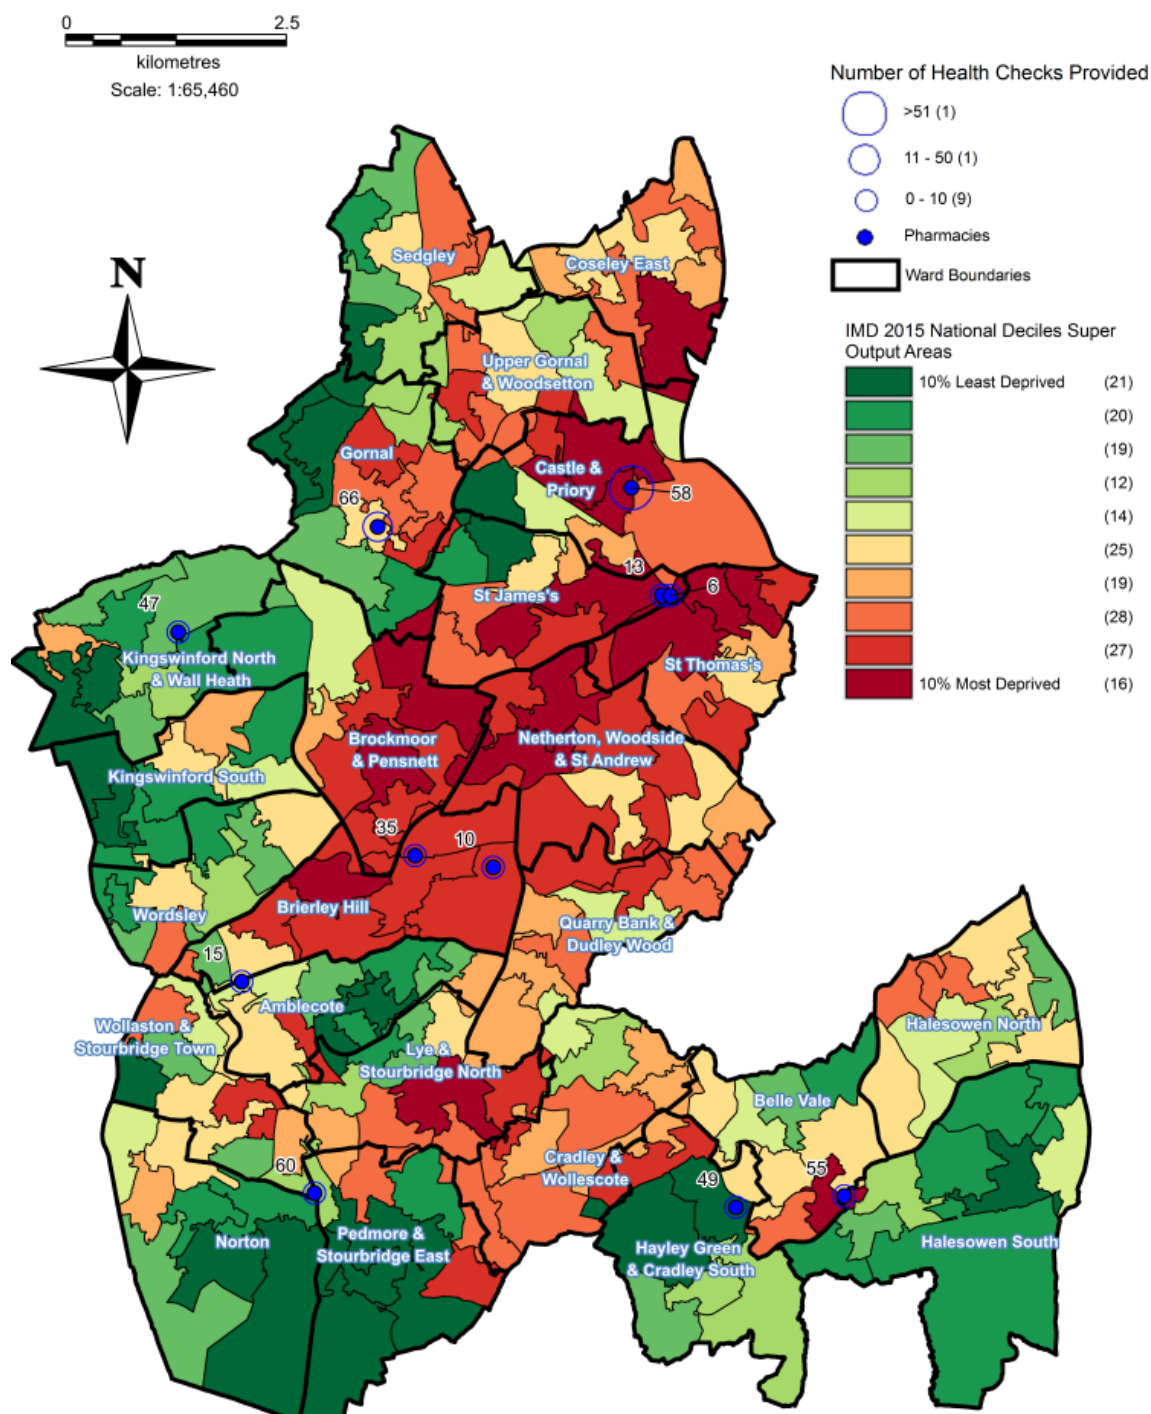 0
2.5
kilometres
Scale: 1:65,460
Number of Health Checks Provided
>51 (1)
11 - 50 (1)
0 - 10 (9)
Pharmacies
Ward Boundaries
IMD 2015 National Deciles Super
Output Areas
10% Least Deprived (21)
(20)
(19)
(12)
(14)
(25)
(19)
(28)
(27)
10% Most Deprived (16)
N
Sedgley
Coseley East
Upper Gornal
& Woodsetton
Gornal
Castle &
Priory
66
58
13
6
St James's
47
Kingswinford North
& Wall Heath
St Thomas's
Brockmoor
& Pensnett
Netherton, Woodside
& St Andrew
Kingswinford South
35
10
Wordsley
Brierley Hill
Quarry Bank &
Dudley Wood
15
Amblecote
Wollaston &
Stourbridge Town
Lye &
Stourbridge North
Halesowen North
Belle Vale
Cradley &
Wollescote
60
49
55
Norton
Pedmore &
Stourbridge East
Hayley Green
& Cradley South
Halesowen South